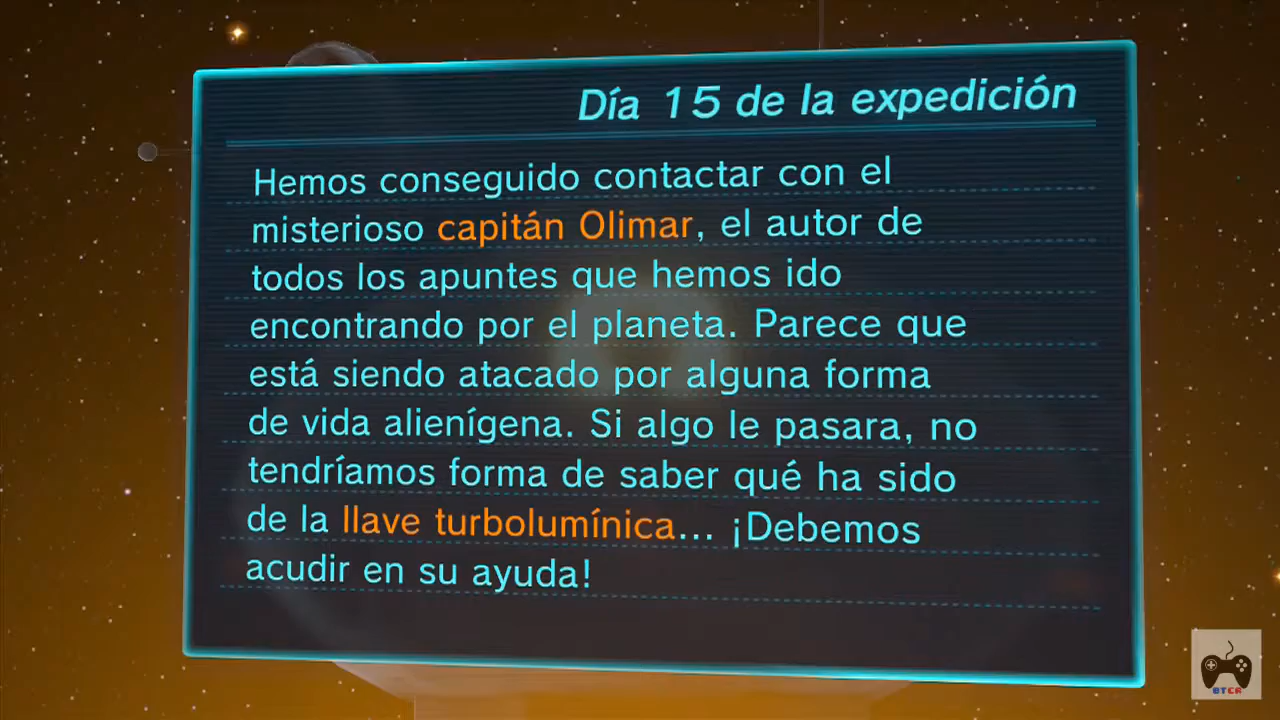 Día 15 de la expedición
Hemos conseguido contactar con el
misterioso capitán Olimar, el autor de
todos los apuntes que hemos ido
encontrando por el planeta. Parece que
está siendo atacado por alguna forma
de vida alienígena. Si algo le pasara, no
tendríamos forma de saber qué ha sido
de la llave turbolumínica... ¡Debemos
acudir en su ayuda!
BTCR